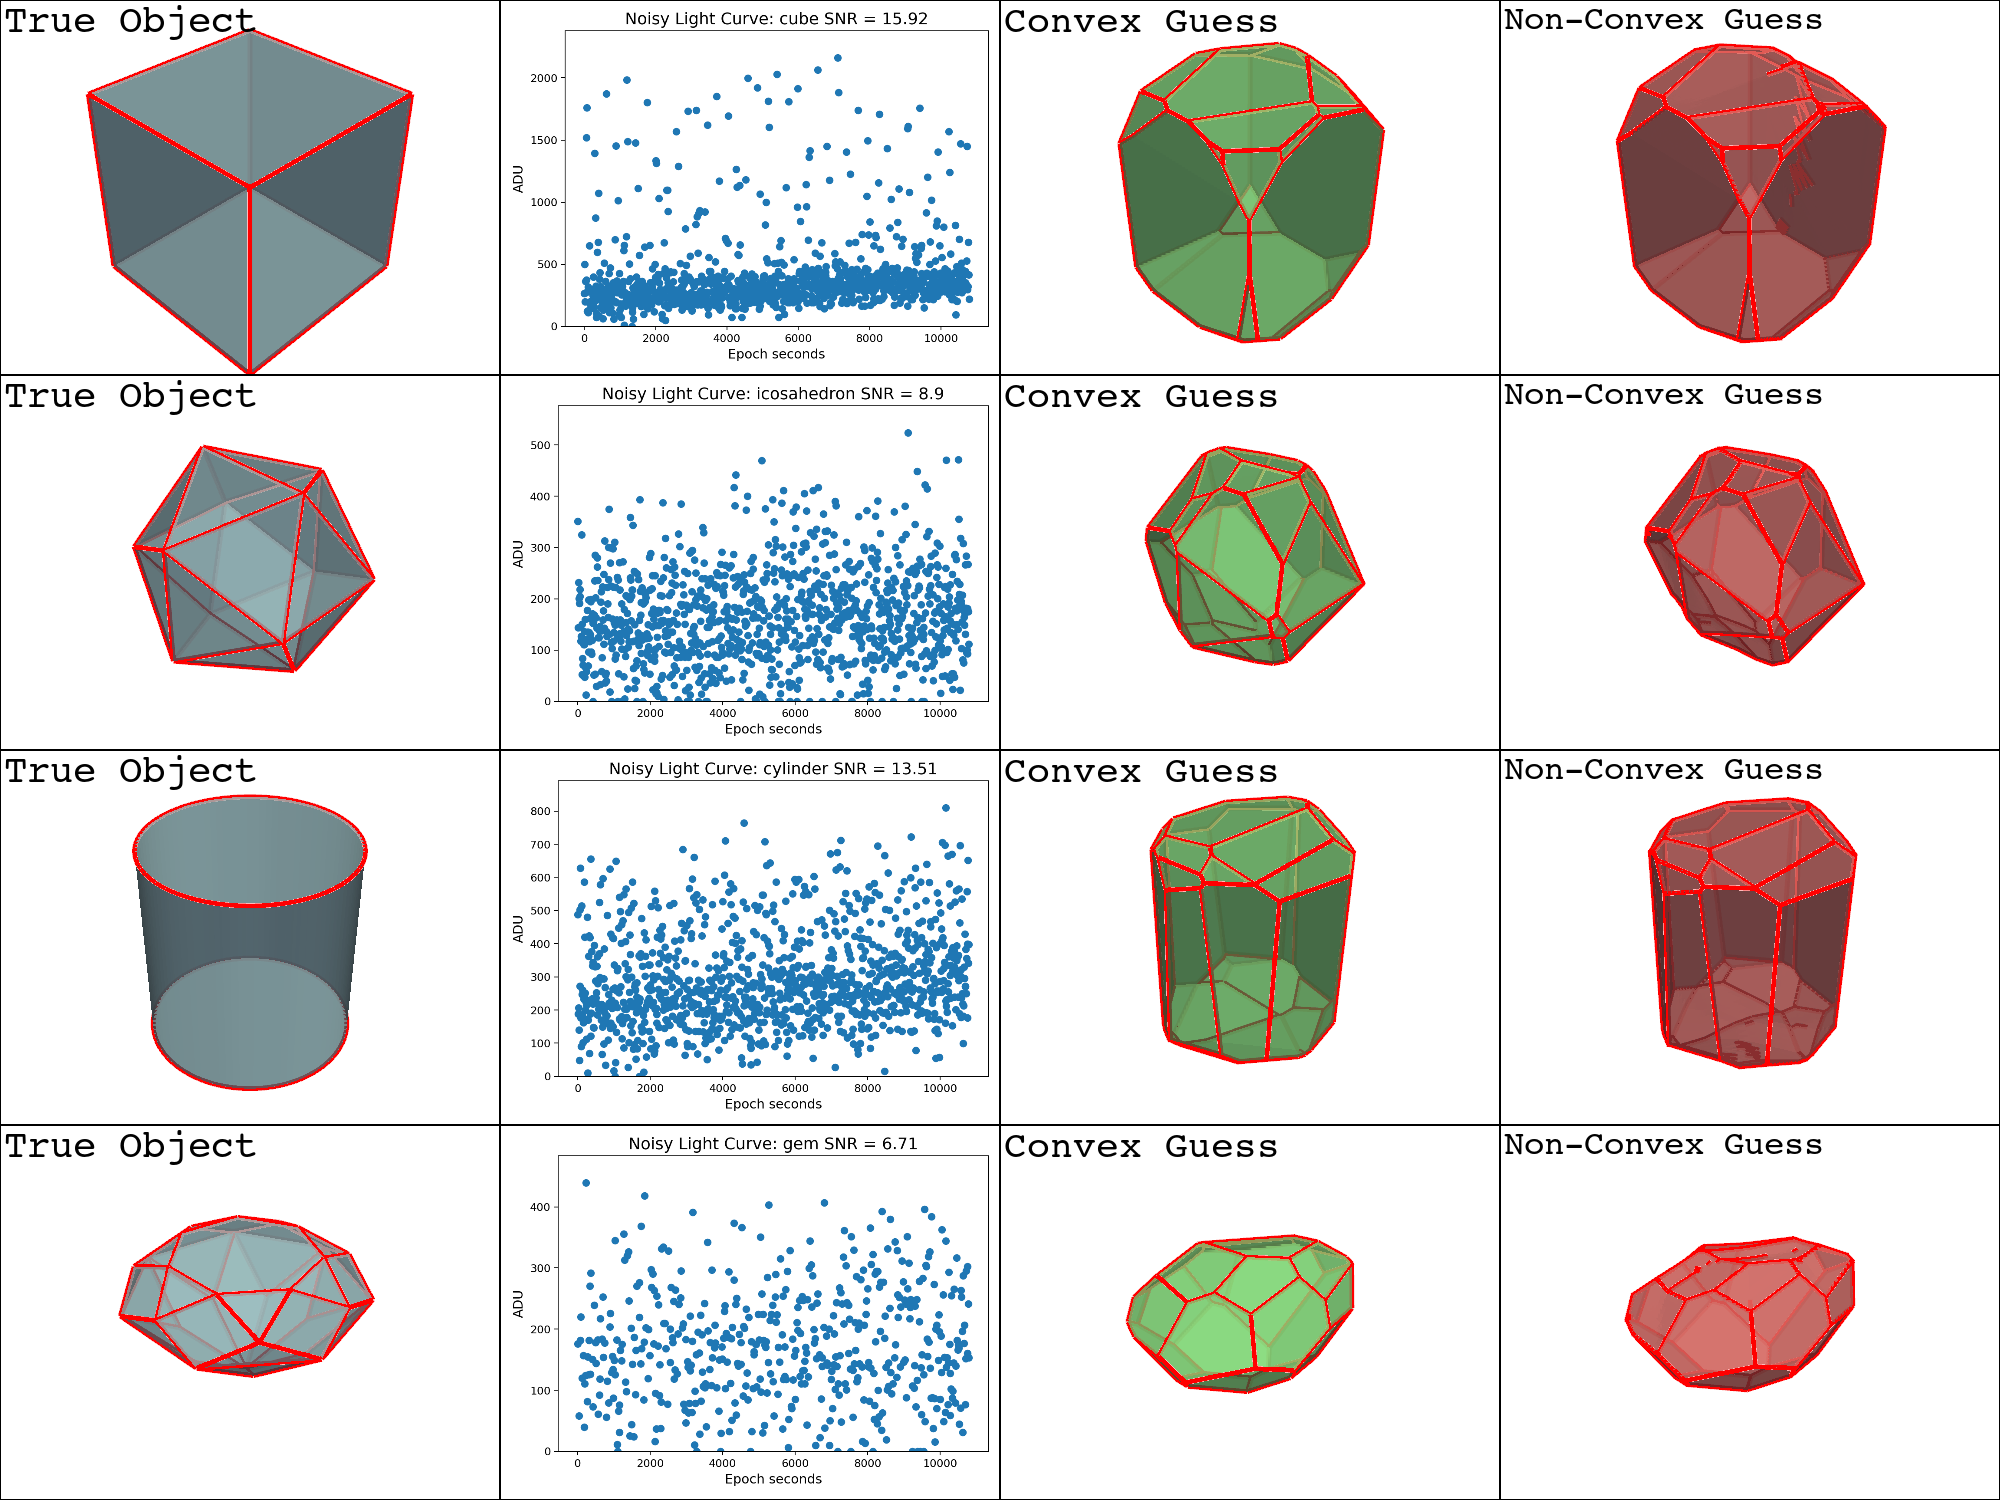 True Object
Noisy Light Curve: cube SNR = 15.92
2000
1500
1000
500
0
ADU
0 2000 4000 6000 8000 10000
Epoch seconds
Convex Guess
Non-Convex Guess
True Object
Noisy Light Curve: icosahedron SNR = 8.9
500
400
300
200
100
0
ADU
0 2000 4000 6000 8000 10000
Epoch seconds
Convex Guess
Non-Convex Guess
True Object
Noisy Light Curve: cylinder SNR = 13.51
800
700
600
500
400
300
200
100
0
ADU
0 2000 4000 6000 8000 10000
Epoch seconds
Convex Guess
Non-Convex Guess
True Object
Noisy Light Curve: gem SNR = 6.71
400
300
200
100
0
ADU
0 2000 4000 6000 8000 10000
Epoch seconds
Convex Guess
Non-Convex Guess